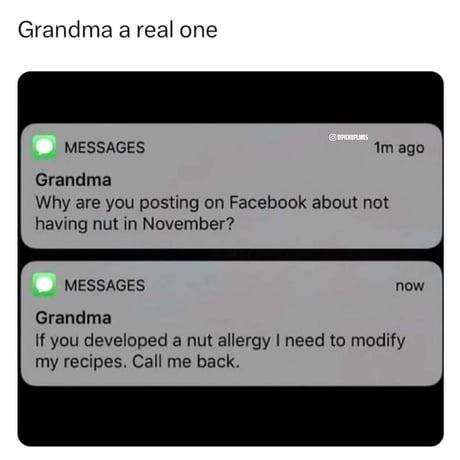 Grandma a real one
MESSAGES
1m ago
Grandma
Why are you posting on Facebook about not
having nut in November?
MESSAGES
now
Grandma
If you developed a nut allergy I need to modify
my recipes. Call me back.